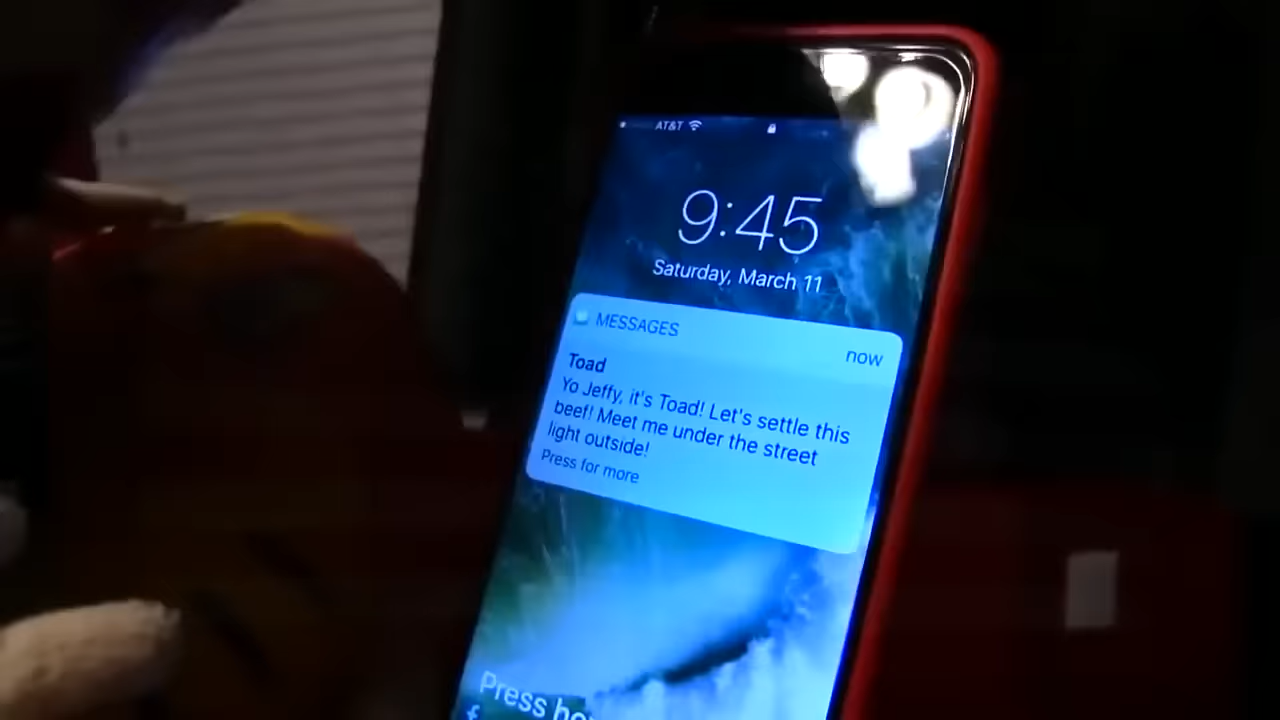 AT&T
9:45
Saturday, March 11
MESSAGES
now
Toad
Yo Jeffy, it's Toad! Let's settle this
beef! Meet me under the street
light outside!
Press for more
Press